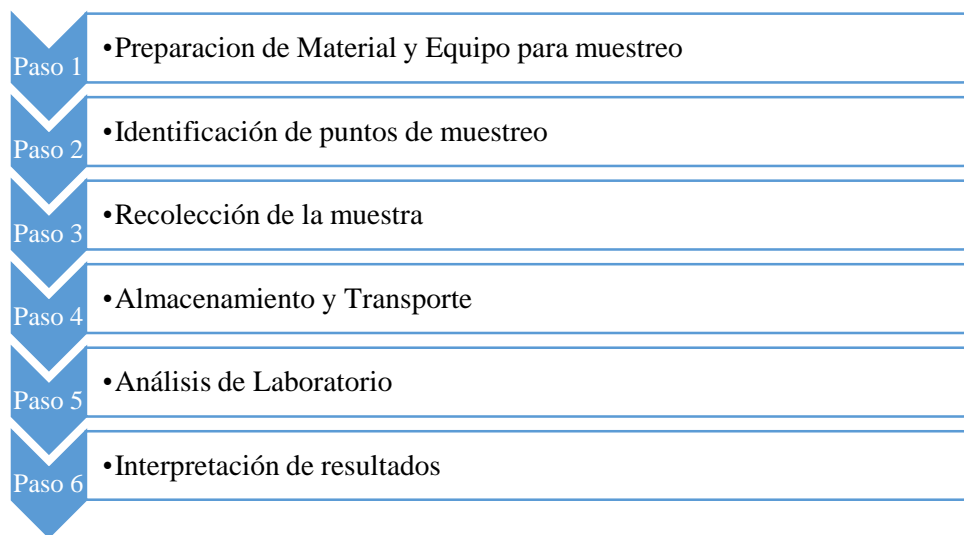 Paso 1
•Preparacion de Material y Equipo para muestreo
Paso 2
•Identificación de puntos de muestreo
Paso 3
•Recolección de la muestra
Paso 4
•Almacenamiento y Transporte
Paso 5
•Análisis de Laboratorio
Paso 6
•Interpretación de resultados